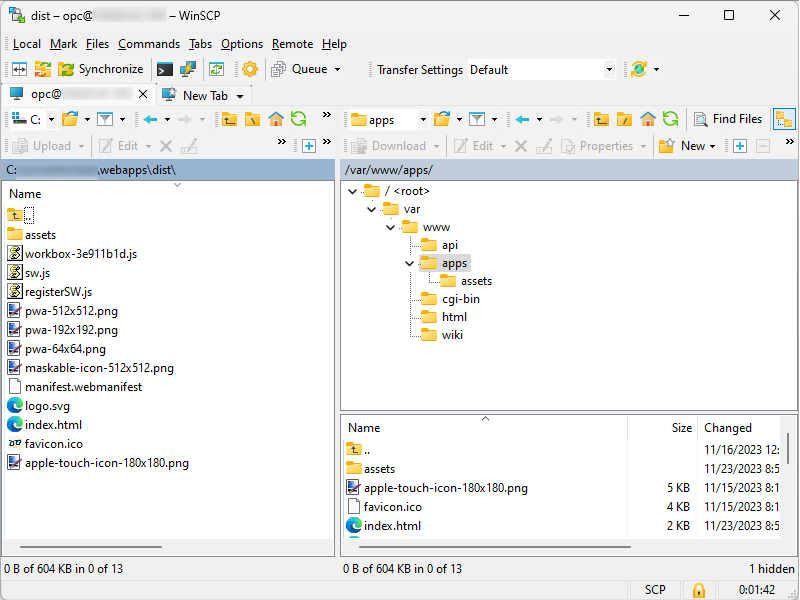 dist – opc@ – WinSCP
Local Mark Files Commands Tabs Options Remote Help
Synchronize Queue Transfer Settings Default
opc@ New Tab
C: apps Find Files
Upload Edit Download Edit Properties New
C: \webapps\dist\
/var/www/apps/
Name
..
assets
workbox-3e911b1d.js
sw.js
registerSW.js
pwa-512x512.png
pwa-192x192.png
pwa-64x64.png
maskable-icon-512x512.png
manifest.webmanifest
logo.svg
index.html
favicon.ico
apple-touch-icon-180x180.png
/ <root>
var
www
api
apps
assets
cgi-bin
html
wiki
Name Size Changed
.. 11/16/2023 12:
assets 11/23/2023 8:5
apple-touch-icon-180x180.png 5 KB 11/15/2023 8:1
favicon.ico 4 KB 11/15/2023 8:1
index.html 2 KB 11/23/2023 8:5
0 B of 604 KB in 0 of 13
0 B of 604 KB in 0 of 13 1 hidden
SCP 0:01:42